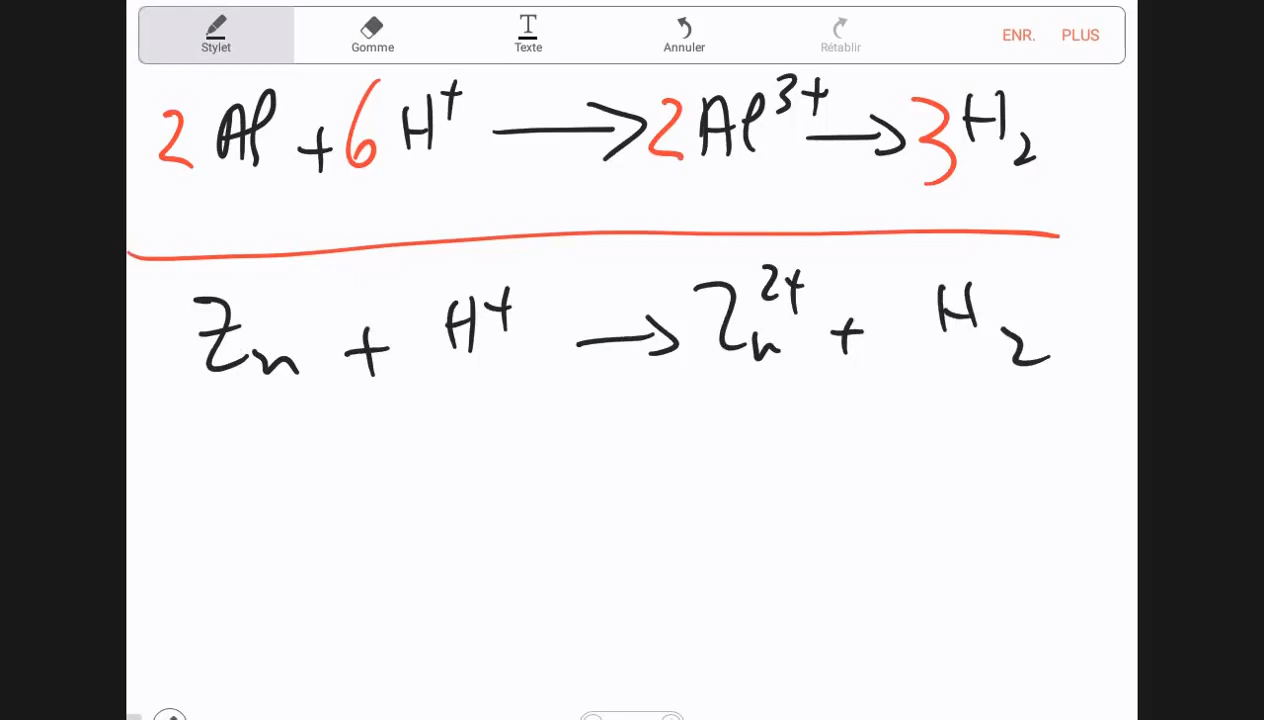 Stylet Gomme Texte Annuler Rétablir ENR. PLUS
2 Al + 6 H⁺ → 2 Al³⁺ → 3 H₂
Zn + H⁺ → Zn²⁺ + H₂